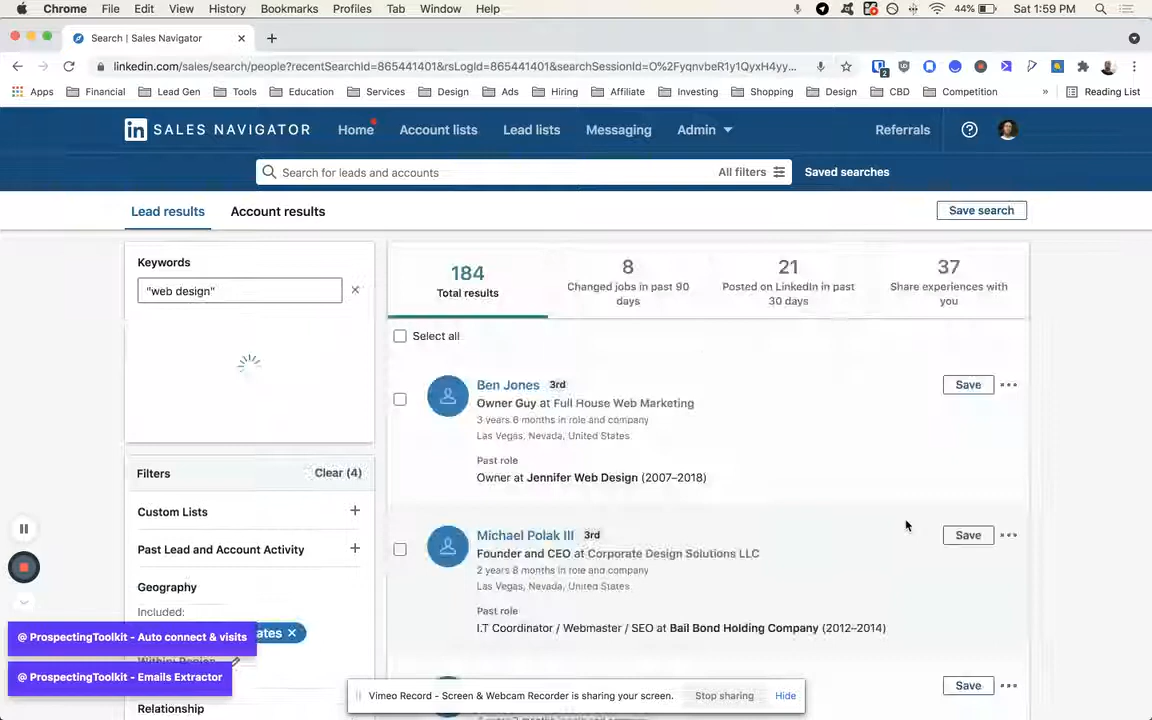 Chrome File Edit View History Bookmarks Profiles Tab Window Help
44% Sat 1:59 PM
Search | Sales Navigator
linkedin.com/sales/search/people?recentSearchId=865441401&rsLogId=865441401&searchSessionId=O%2FyqnvbeR1y1QyxH4yy...
2
Apps Financial Lead Gen Tools Education Services Design Ads Hiring Affiliate Investing Shopping Design CBD Competition » Reading List
in SALES NAVIGATOR Home Account lists Lead lists Messaging Admin Referrals
Search for leads and accounts All filters Saved searches
Lead results Account results Save search
Keywords
"web design"
184
Total results
8
Changed jobs in past 90
days
21
Posted on LinkedIn in past
30 days
37
Share experiences with
you
Select all
Ben Jones 3rd
Save
Owner Guy at Full House Web Marketing
3 years 6 months in role and company
Las Vegas, Nevada, United States
Past role
Owner at Jennifer Web Design (2007–2018)
Filters Clear (4)
Custom Lists
Past Lead and Account Activity
Geography
Included:
ates
Relationship
Michael Polak III 3rd
Save
Founder and CEO at Corporate Design Solutions LLC
2 years 8 months in role and company
Las Vegas, Nevada, United States
Past role
I.T Coordinator / Webmaster / SEO at Bail Bond Holding Company (2012–2014)
Save
@ ProspectingToolkit - Auto connect & visits
@ ProspectingToolkit - Emails Extractor
Vimeo Record - Screen & Webcam Recorder is sharing your screen. Stop sharing Hide